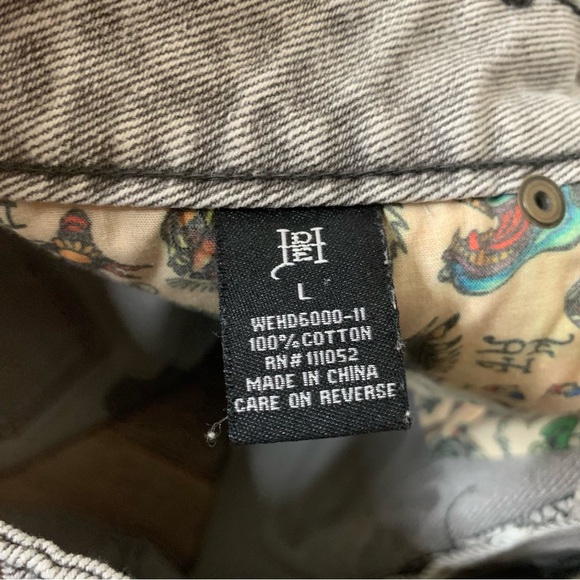 L
WEHD6000-11
100% COTTON
RN# 111052
MADE IN CHINA
CARE ON REVERSE